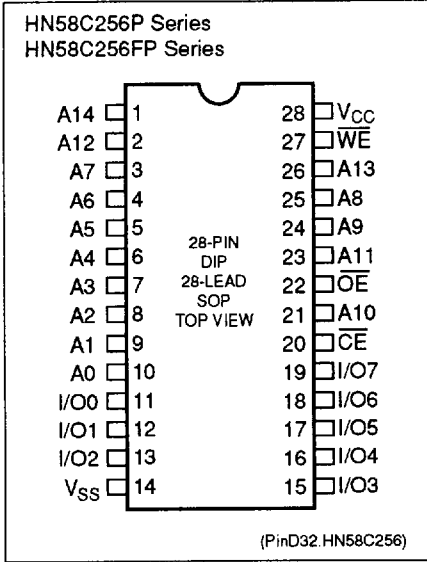 HN58C256P Series
HN58C256FP Series
A14 1 28 VCC
A12 2 27 WE
A7 3 26 A13
A6 4 25 A8
A5 5 24 A9
A4 6 23 A11
A3 7 22 OE
A2 8 21 A10
A1 9 20 CE
A0 10 19 I/O7
I/O0 11 18 I/O6
I/O1 12 17 I/O5
I/O2 13 16 I/O4
VSS 14 15 I/O3
28-PIN
DIP
28-LEAD
SOP
TOP VIEW
(PinD32.HN58C256)